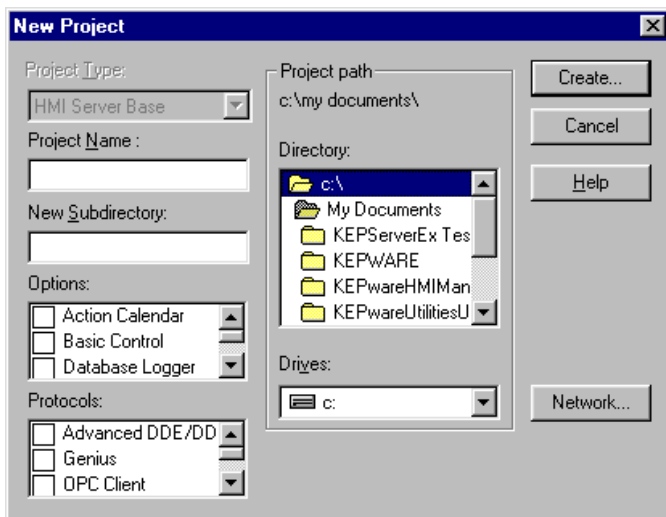 New Project
Project Type:
HMI Server Base
Project Name :
New Subdirectory:
Options:
Action Calendar
Basic Control
Database Logger
Protocols:
Advanced DDE/DD
Genius
OPC Client
Project path
c:\my documents\
Directory:
c:\
My Documents
KEPServerEx Tes
KEPWARE
KEPwareHMIMan
KEPwareUtilitiesU
Drives:
c:
Create...
Cancel
Help
Network...